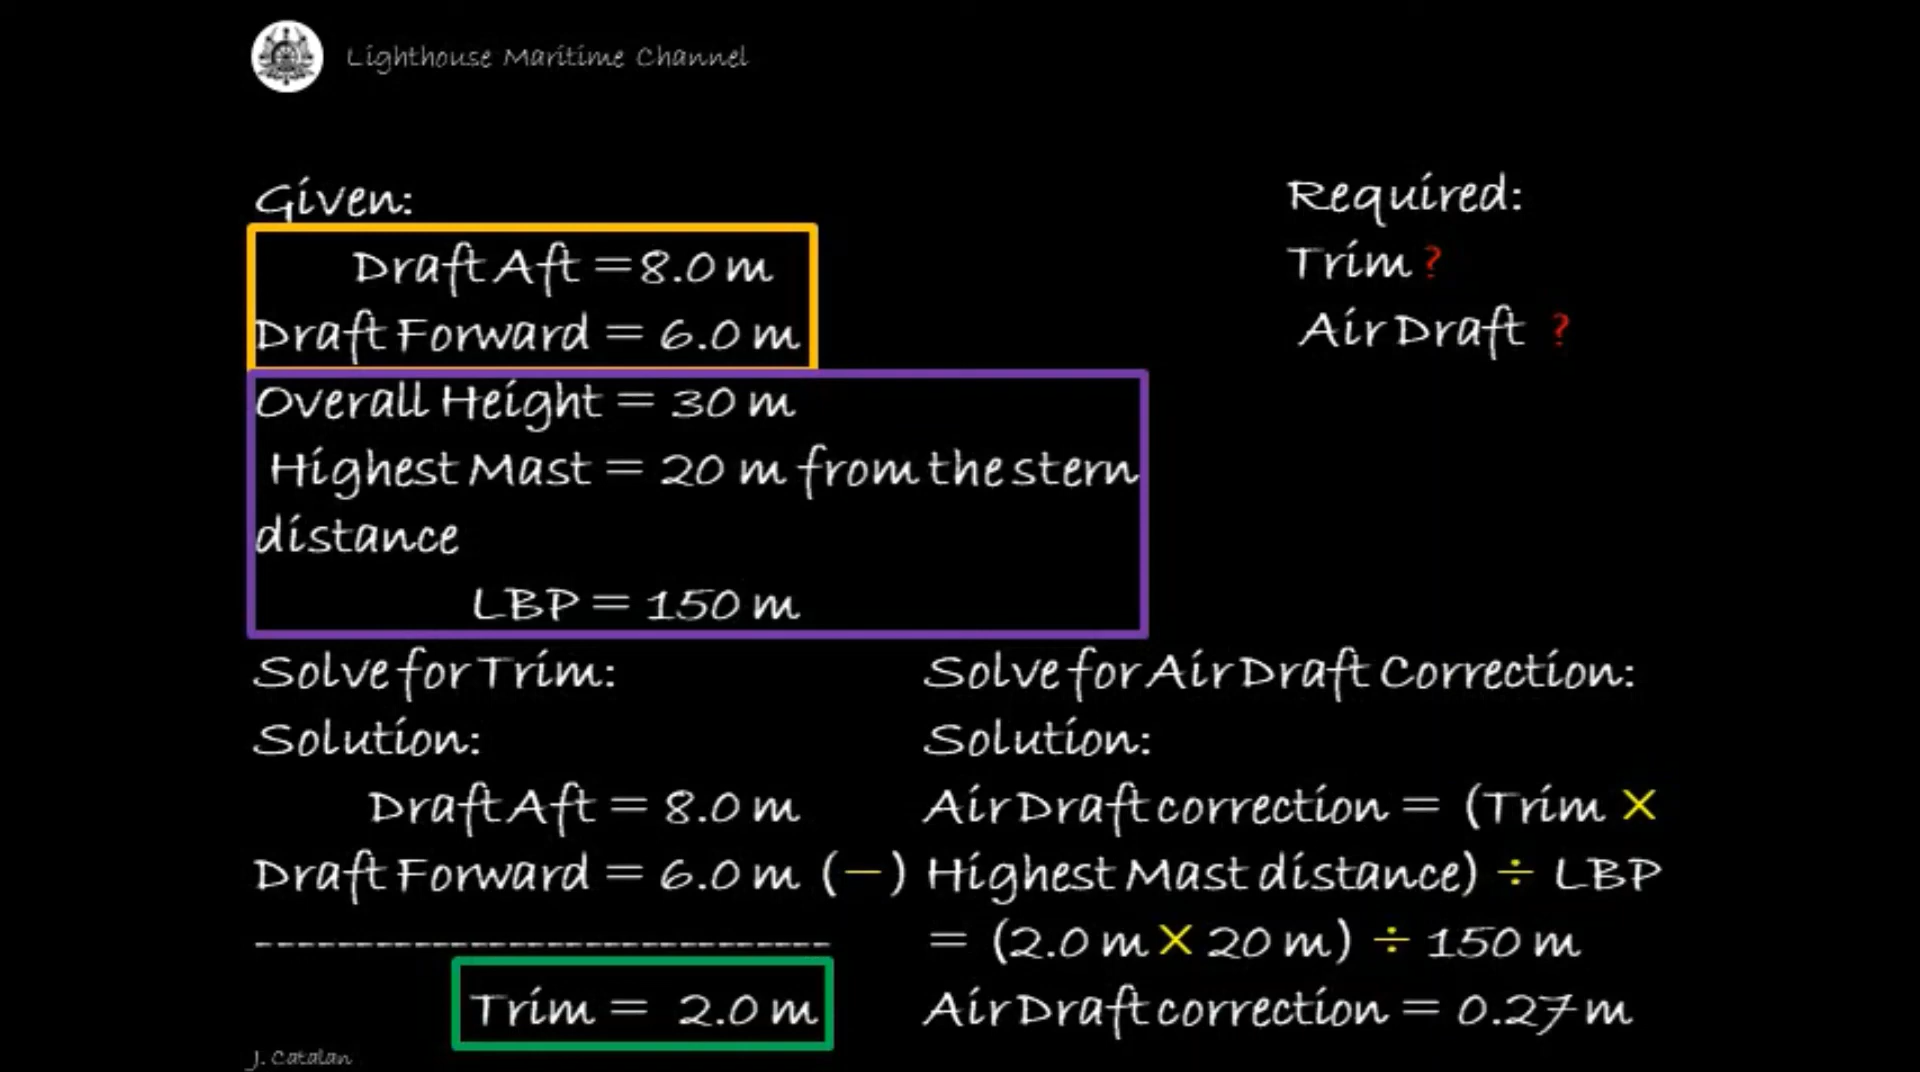 Lighthouse Maritime Channel
Given:
Draft Aft = 8.0 m
Draft Forward = 6.0 m
Overall Height = 30 m
Highest Mast = 20 m from the stern
distance
LBP = 150 m
Required:
Trim ?
Air Draft ?
Solve for Trim:
Solution:
Draft Aft = 8.0 m
Draft Forward = 6.0 m (−)
-----------------------------
Trim = 2.0 m
Solve for Air Draft Correction:
Solution:
Air Draft correction = (Trim ×
Highest Mast distance) ÷ LBP
= (2.0 m × 20 m) ÷ 150 m
Air Draft correction = 0.27 m
J. Catalan